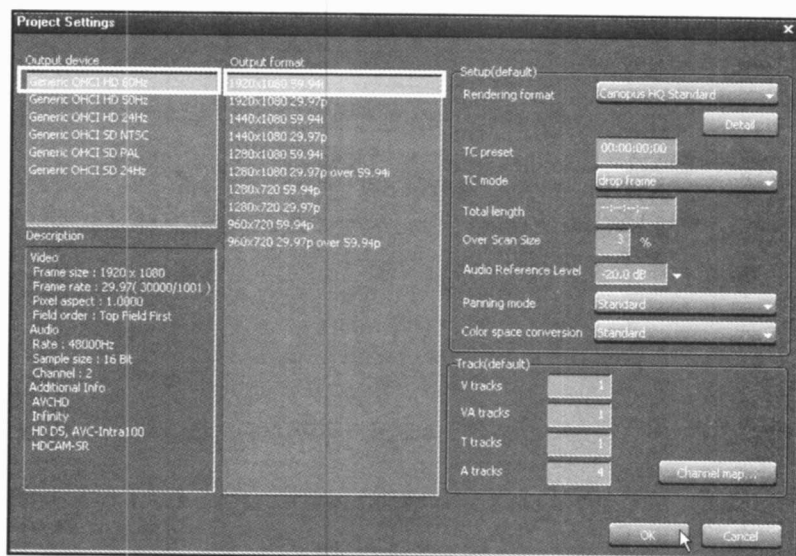 Project Settings
Output device
Generic OHCI HD 60Hz
Generic OHCI HD 50Hz
Generic OHCI HD 24Hz
Generic OHCI SD NTSC
Generic OHCI SD PAL
Generic OHCI SD 24Hz
Description
Video
Frame size : 1920 x 1080
Frame rate : 29.97( 30000/1001 )
Pixel aspect : 1.0000
Field order : Top Field First
Audio
Rate : 48000Hz
Sample size : 16 Bit
Channel : 2
Additional Info
AVCHD
Infinity
HD D5, AVC-Intra100
HDCAM-SR
Output format
1920x1080 59.94i
1920x1080 29.97p
1440x1080 59.94i
1440x1080 29.97p
1280x1080 59.94i
1280x1080 29.97p over 59.94i
1280x720 59.94p
1280x720 29.97p
960x720 59.94p
960x720 29.97p over 59.94p
Setup(default)
Rendering format
Canopus HQ Standard
Detail
TC preset
00:00:00;00
TC mode
drop frame
Total length
--:--:--;--
Over Scan Size
3 %
Audio Reference Level
-20.0 dB
Panning mode
Standard
Color space conversion
Standard
Track(default)
V tracks
1
VA tracks
1
T tracks
1
A tracks
4
Channel map...
OK
Cancel